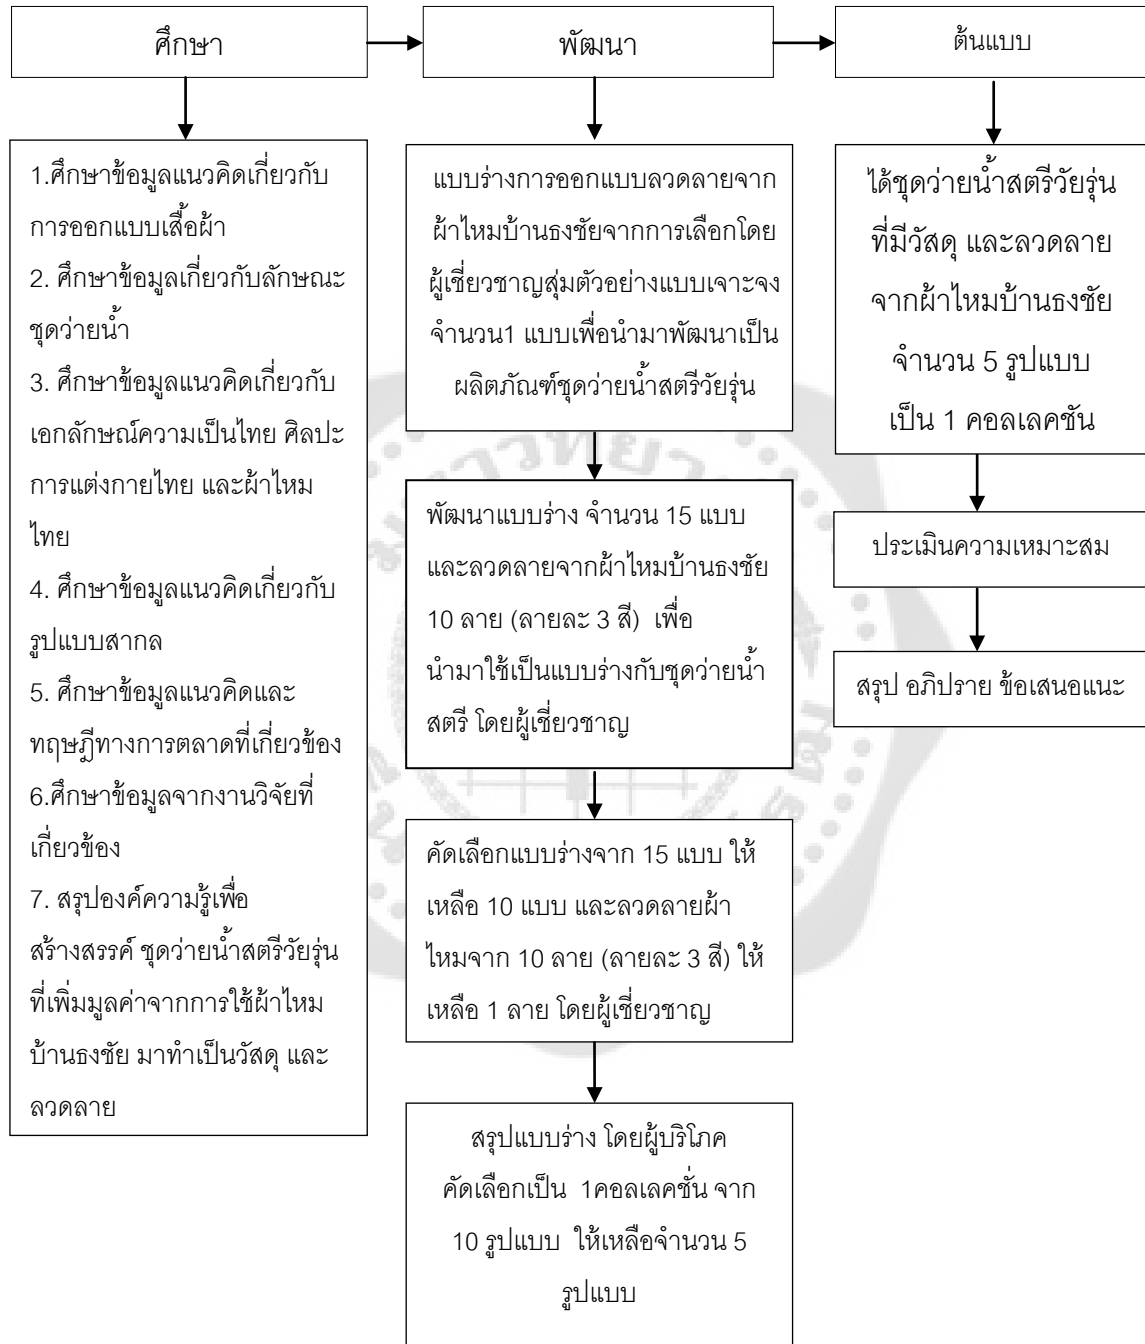 ศึกษา
พัฒนา
ต้นแบบ
1.ศึกษาข้อมูลแนวคิดเกี่ยวกับ
การออกแบบเสื้อผ้า
2. ศึกษาข้อมูลเกี่ยวกับลักษณะ
ชุดว่ายน้ำ
3. ศึกษาข้อมูลแนวคิดเกี่ยวกับ
เอกลักษณ์ความเป็นไทย ศิลปะ
การแต่งกายไทย และผ้าไหม
ไทย
4. ศึกษาข้อมูลแนวคิดเกี่ยวกับ
รูปแบบสากล
5. ศึกษาข้อมูลแนวคิดและ
ทฤษฎีทางการตลาดที่เกี่ยวข้อง
6.ศึกษาข้อมูลจากงานวิจัยที่
เกี่ยวข้อง
7. สรุปองค์ความรู้เพื่อ
สร้างสรรค์ ชุดว่ายน้ำสตรีวัยรุ่น
ที่เพิ่มมูลค่าจากการใช้ผ้าไหม
บ้านธงชัย มาทำเป็นวัสดุ และ
ลวดลาย
แบบร่างการออกแบบลวดลายจาก
ผ้าไหมบ้านธงชัยจากการเลือกโดย
ผู้เชี่ยวชาญสุ่มตัวอย่างแบบเจาะจง
จำนวน1 แบบเพื่อนำมาพัฒนาเป็น
ผลิตภัณฑ์ชุดว่ายน้ำสตรีวัยรุ่น
พัฒนาแบบร่าง จำนวน 15 แบบ
และลวดลายจากผ้าไหมบ้านธงชัย
10 ลาย (ลายละ 3 สี) เพื่อ
นำมาใช้เป็นแบบร่างกับชุดว่ายน้ำ
สตรี โดยผู้เชี่ยวชาญ
คัดเลือกแบบร่างจาก 15 แบบ ให้
เหลือ 10 แบบ และลวดลายผ้า
ไหมจาก 10 ลาย (ลายละ 3 สี) ให้
เหลือ 1 ลาย โดยผู้เชี่ยวชาญ
สรุปแบบร่าง โดยผู้บริโภค
คัดเลือกเป็น 1คอลเลคชั่น จาก
10 รูปแบบ ให้เหลือจำนวน 5
รูปแบบ
ได้ชุดว่ายน้ำสตรีวัยรุ่น
ที่มีวัสดุ และลวดลาย
จากผ้าไหมบ้านธงชัย
จำนวน 5 รูปแบบ
เป็น 1 คอลเลคชัน
ประเมินความเหมาะสม
สรุป อภิปราย ข้อเสนอแนะ